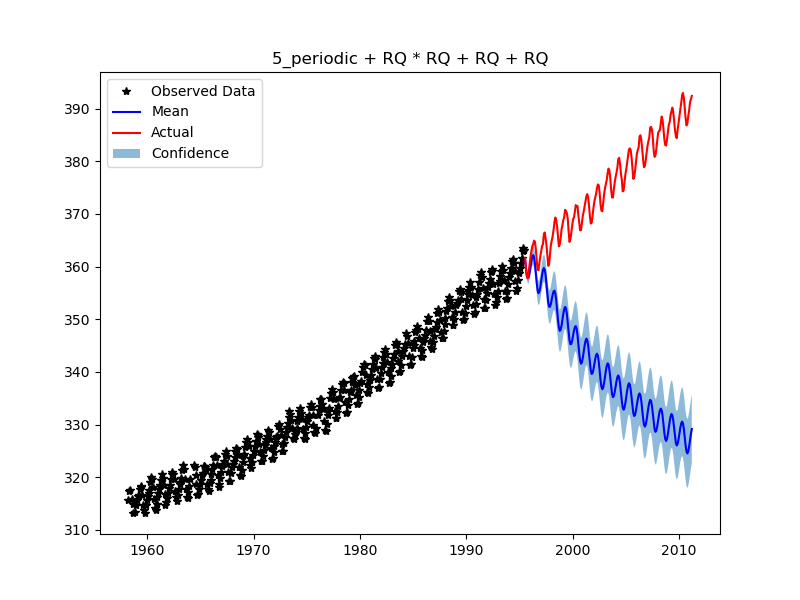 5_periodic + RQ * RQ + RQ + RQ
Observed Data
Mean
Actual
Confidence
390
380
370
360
350
340
330
320
310
1960 1970 1980 1990 2000 2010